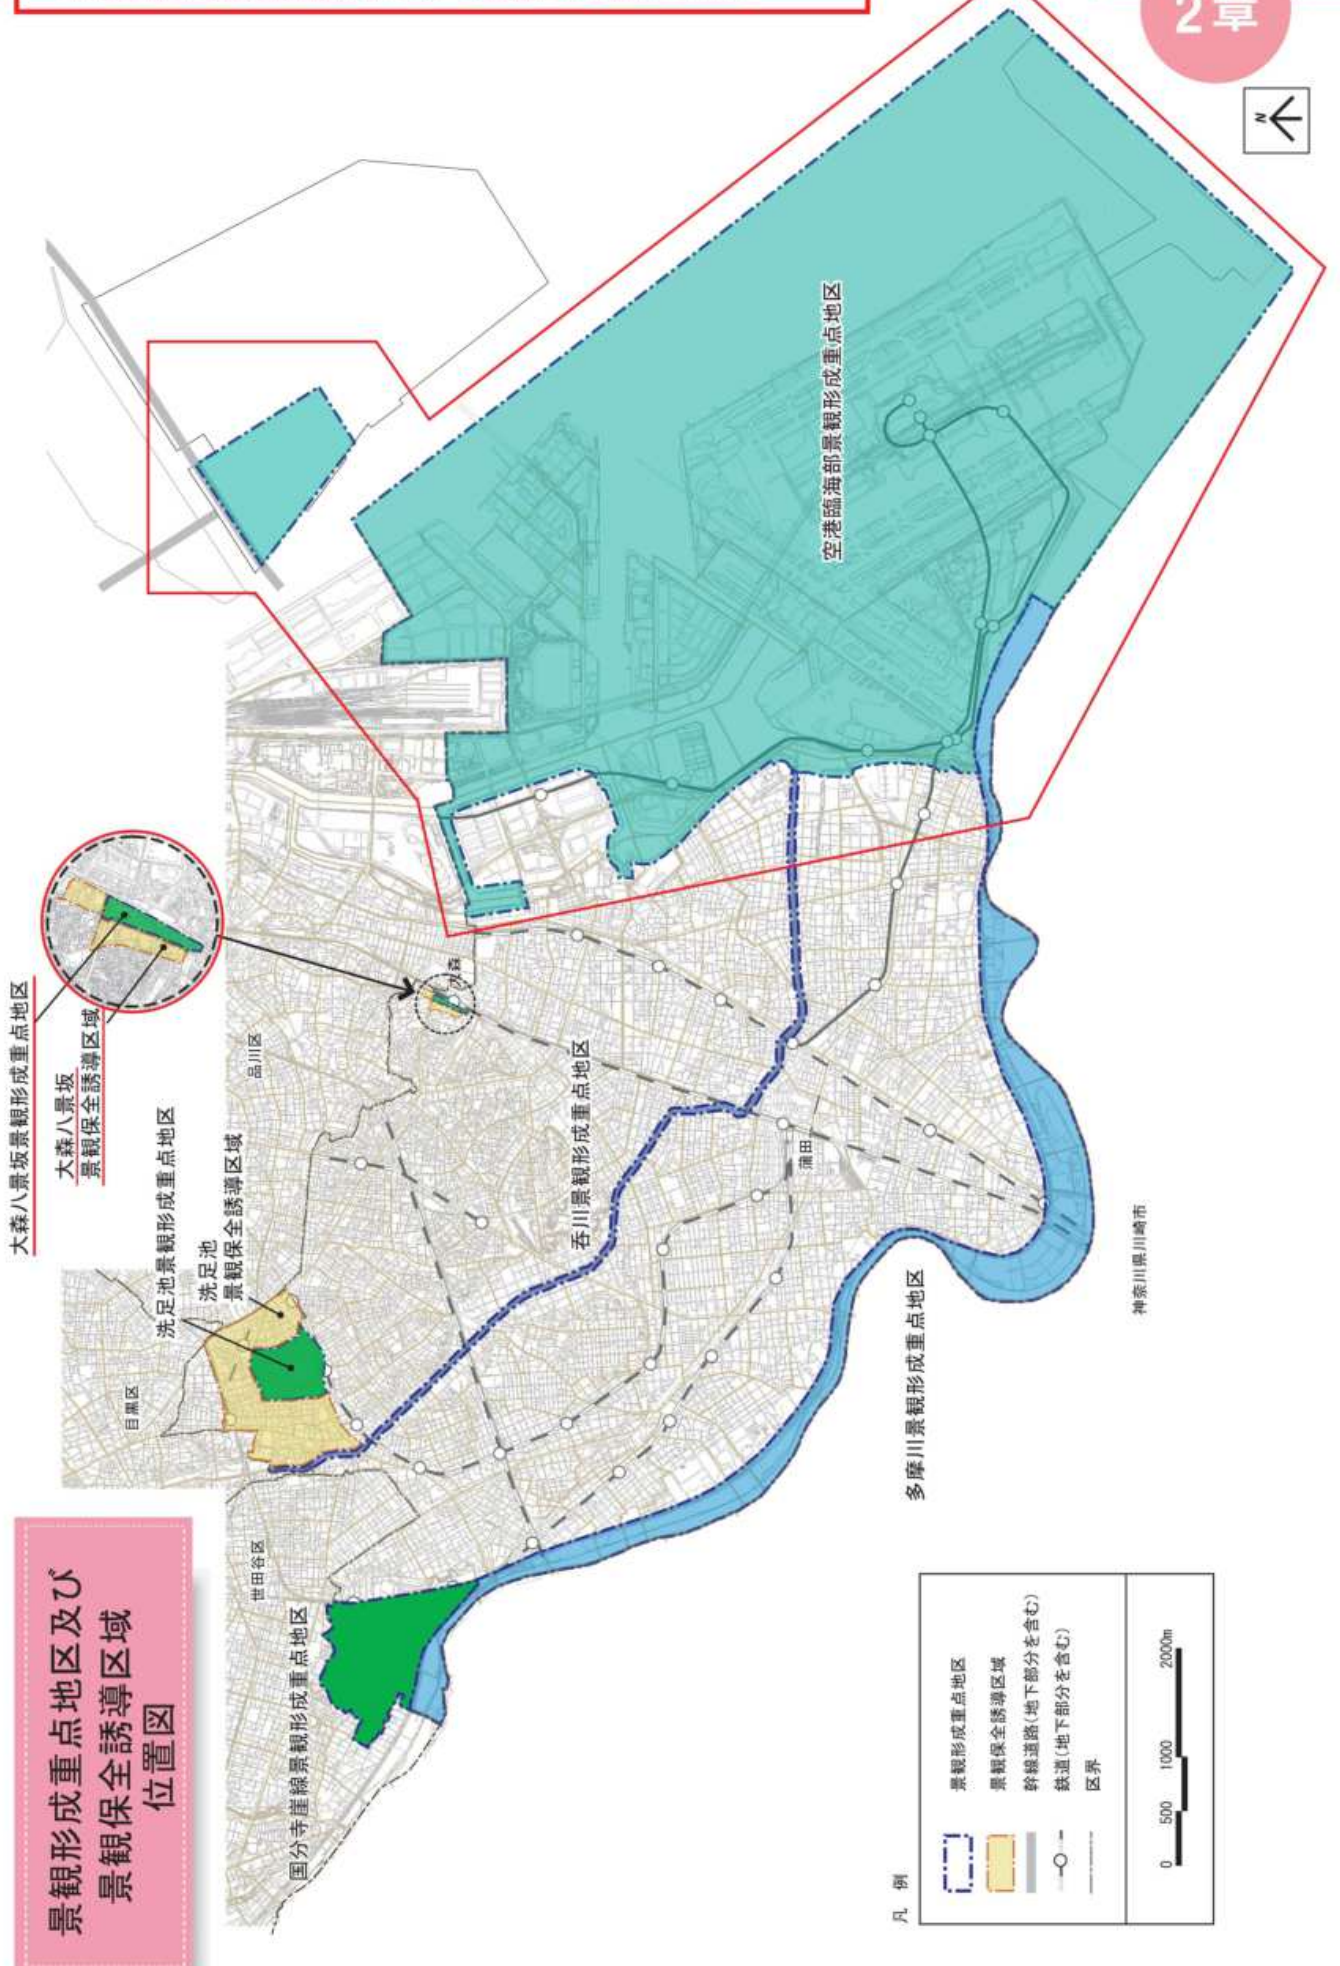 2章
景観形成重点地区及び
景観保全誘導区域
位置図
N
大森八景坂景観形成重点地区
大森八景坂
景観保全誘導区域
洗足池景観形成重点地区
洗足池
景観保全誘導区域
目黒区
品川区
世田谷区
大森
空港臨海部景観形成重点地区
呑川景観形成重点地区
蒲田
国分寺崖線景観形成重点地区
多摩川景観形成重点地区
神奈川県川崎市
凡 例
景観形成重点地区
景観保全誘導区域
幹線道路(地下部分を含む)
鉄道(地下部分を含む)
区界
0 500 1000 2000m